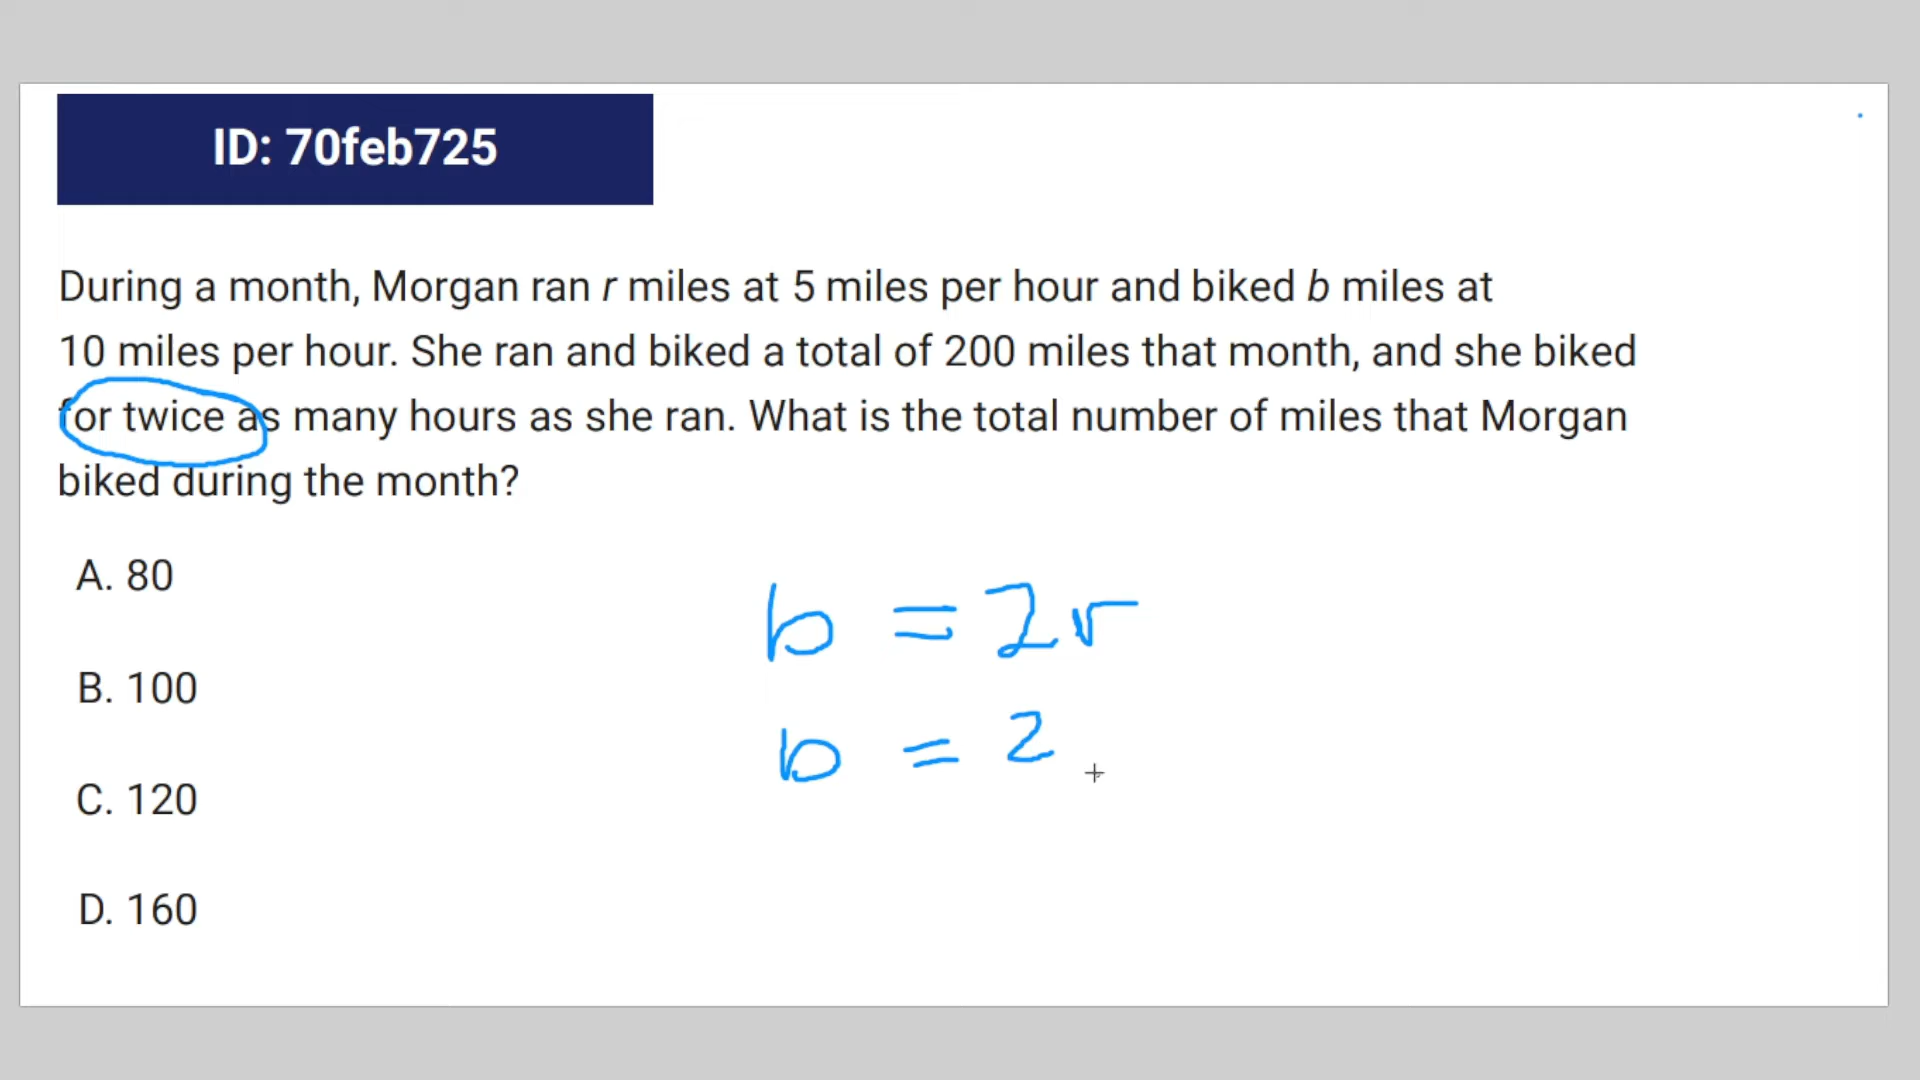 ID: 70feb725
During a month, Morgan ran r miles at 5 miles per hour and biked b miles at
10 miles per hour. She ran and biked a total of 200 miles that month, and she biked
for twice as many hours as she ran. What is the total number of miles that Morgan
biked during the month?
A. 80
B. 100
C. 120
D. 160
b = 2r
b = 2